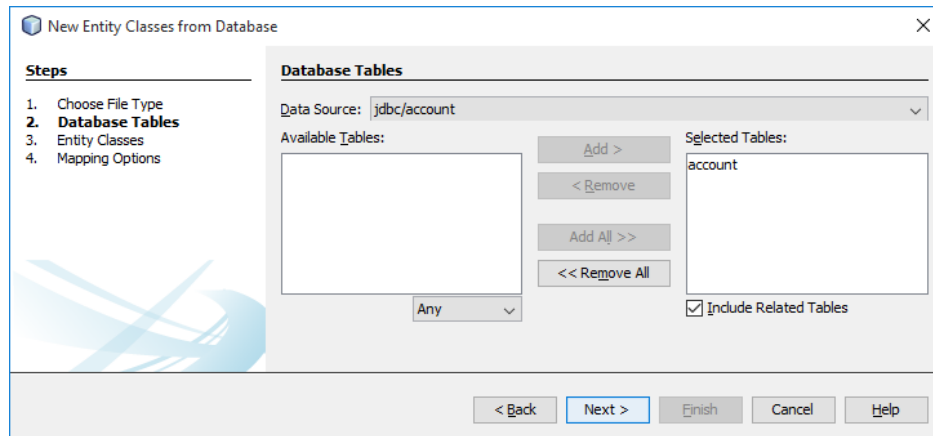 New Entity Classes from Database
Steps
1. Choose File Type
2. Database Tables
3. Entity Classes
4. Mapping Options
Database Tables
Data Source: jdbc/account
Available Tables:
Add >
< Remove
Add All >>
<< Remove All
Any
Selected Tables:
account
Include Related Tables
< Back Next > Finish Cancel Help